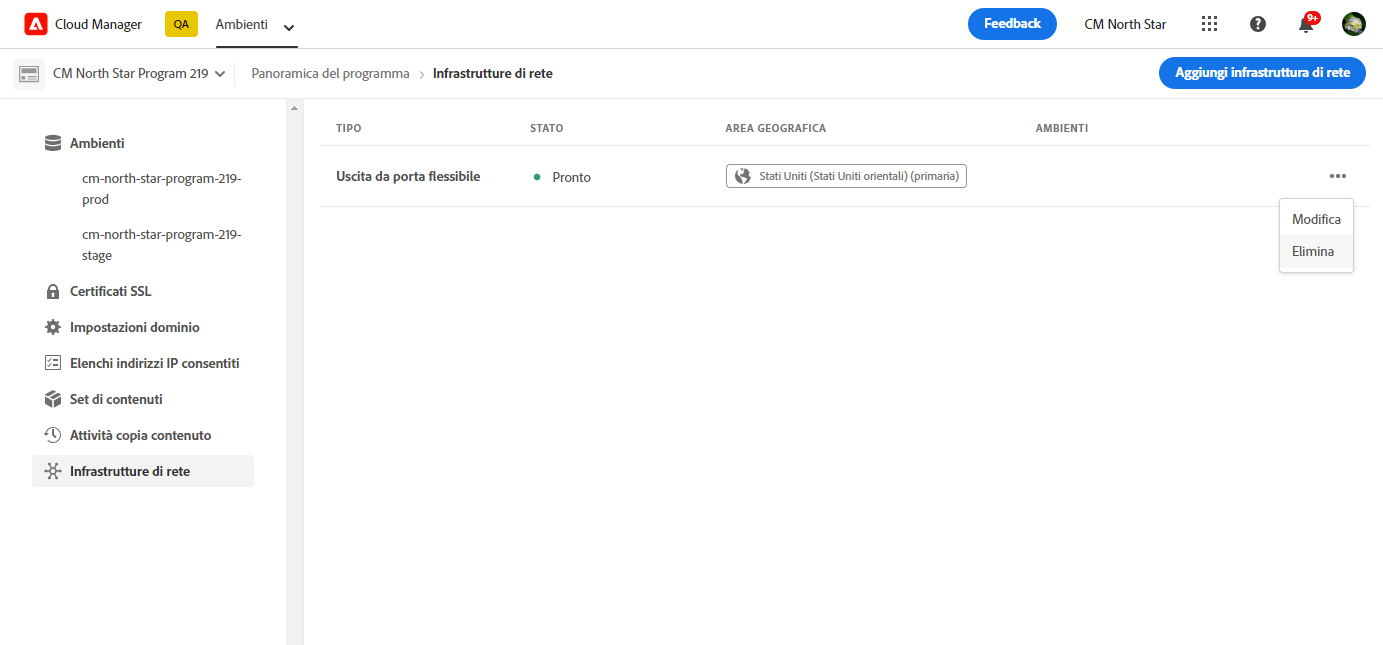 Cloud Manager QA Ambienti Feedback CM North Star 9+
CM North Star Program 219 Panoramica del programma Infrastrutture di rete Aggiungi infrastruttura di rete
Ambienti
cm-north-star-program-219-
prod
cm-north-star-program-219-
stage
Certificati SSL
Impostazioni dominio
Elenchi indirizzi IP consentiti
Set di contenuti
Attività copia contenuto
Infrastrutture di rete
TIPO STATO AREA GEOGRAFICA AMBIENTI
Uscita da porta flessibile Pronto Stati Uniti (Stati Uniti orientali) (primaria)
Modifica
Elimina